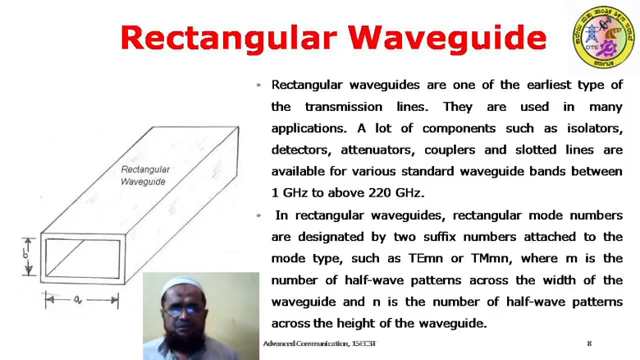 Rectangular Waveguide
DTE
Rectangular waveguides are one of the earliest type of
the transmission lines. They are used in many
applications. A lot of components such as isolators,
detectors, attenuators, couplers and slotted lines are
available for various standard waveguide bands between
1 GHz to above 220 GHz.
In rectangular waveguides, rectangular mode numbers
are designated by two suffix numbers attached to the
mode type, such as TEmn or TMmn, where m is the
number of half-wave patterns across the width of the
waveguide and n is the number of half-wave patterns
across the height of the waveguide.
Rectangular
Waveguide
b
a
Advanced Communication, 15EC5T
8